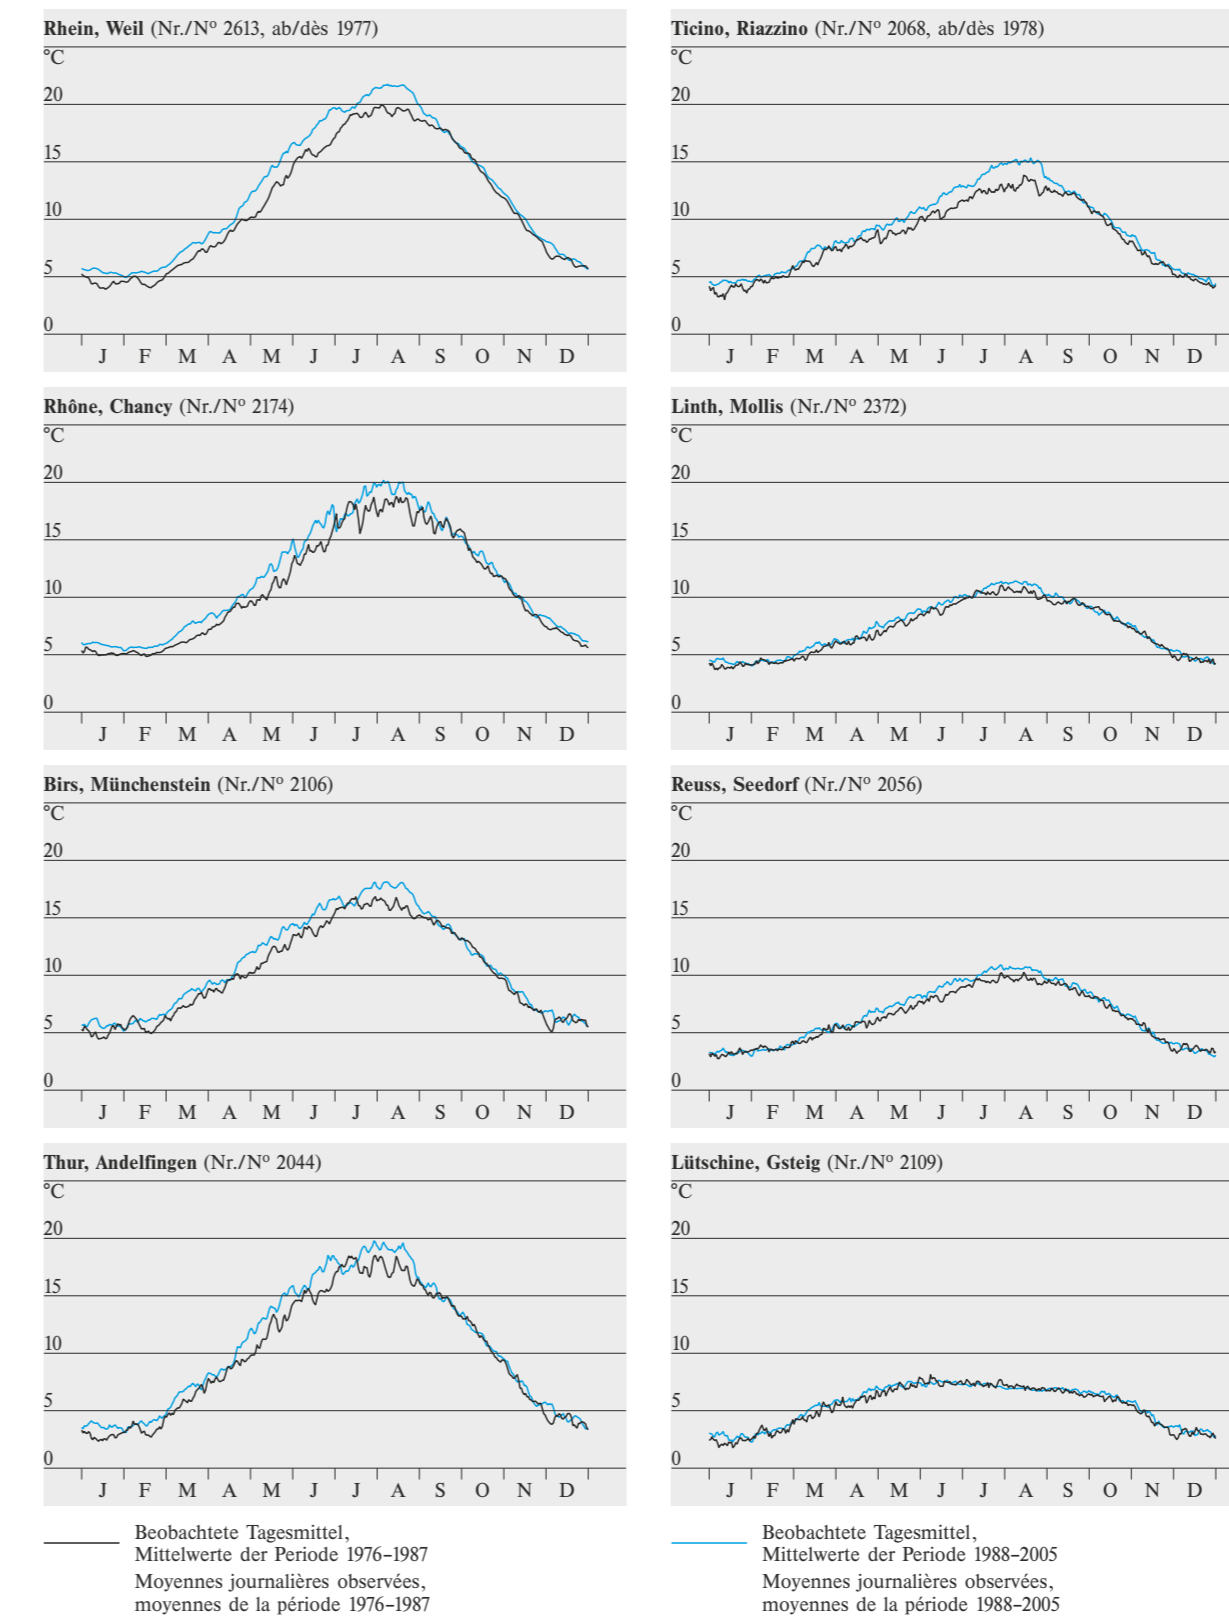 Rhein, Weil (Nr./Nº 2613, ab/dès 1977)
°C
20
15
10
5
0
J F M A M J J A S O N D
Ticino, Riazzino (Nr./Nº 2068, ab/dès 1978)
°C
20
15
10
5
0
J F M A M J J A S O N D
Rhône, Chancy (Nr./Nº 2174)
°C
20
15
10
5
0
J F M A M J J A S O N D
Linth, Mollis (Nr./Nº 2372)
°C
20
15
10
5
0
J F M A M J J A S O N D
Birs, Münchenstein (Nr./Nº 2106)
°C
20
15
10
5
0
J F M A M J J A S O N D
Reuss, Seedorf (Nr./Nº 2056)
°C
20
15
10
5
0
J F M A M J J A S O N D
Thur, Andelfingen (Nr./Nº 2044)
°C
20
15
10
5
0
J F M A M J J A S O N D
Lütschine, Gsteig (Nr./Nº 2109)
°C
20
15
10
5
0
J F M A M J J A S O N D
Beobachtete Tagesmittel,
Mittelwerte der Periode 1976–1987
Moyennes journalières observées,
moyennes de la période 1976–1987
Beobachtete Tagesmittel,
Mittelwerte der Periode 1988–2005
Moyennes journalières observées,
moyennes de la période 1988–2005